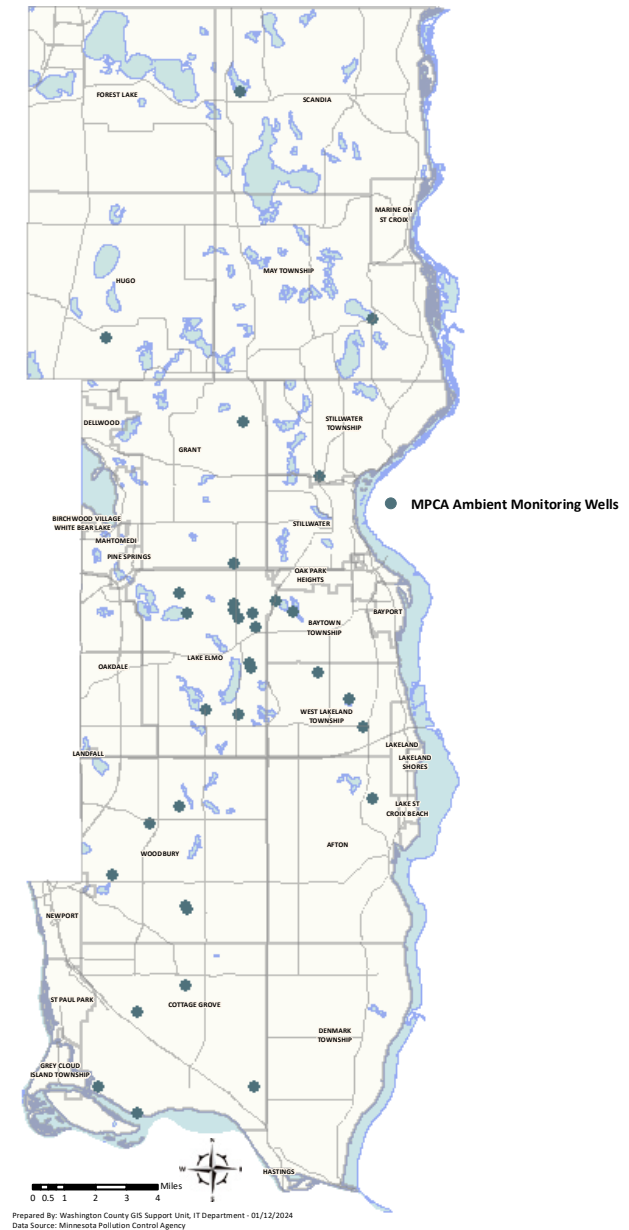 FOREST LAKE
SCANDIA
MARINE ON
ST CROIX
MAY TOWNSHIP
HUGO
DELLWOOD
STILLWATER
TOWNSHIP
GRANT
MPCA Ambient Monitoring Wells
BIRCHWOOD VILLAGE
WHITE BEAR LAKE
STILLWATER
MAHTOMEDI
PINE SPRINGS
OAK PARK
HEIGHTS
BAYPORT
BAYTOWN
TOWNSHIP
LAKE ELMO
OAKDALE
WEST LAKELAND
TOWNSHIP
LAKELAND
LANDFALL
LAKELAND
SHORES
LAKE ST
CROIX BEACH
AFTON
WOODBURY
NEWPORT
ST PAUL PARK
COTTAGE GROVE
DENMARK
TOWNSHIP
GREY CLOUD
ISLAND TOWNSHIP
N
W E
S
HASTINGS
Miles
0 0.5 1 2 3 4
Prepared By: Washington County GIS Support Unit, IT Department - 01/12/2024
Data Source: Minnesota Pollution Control Agency